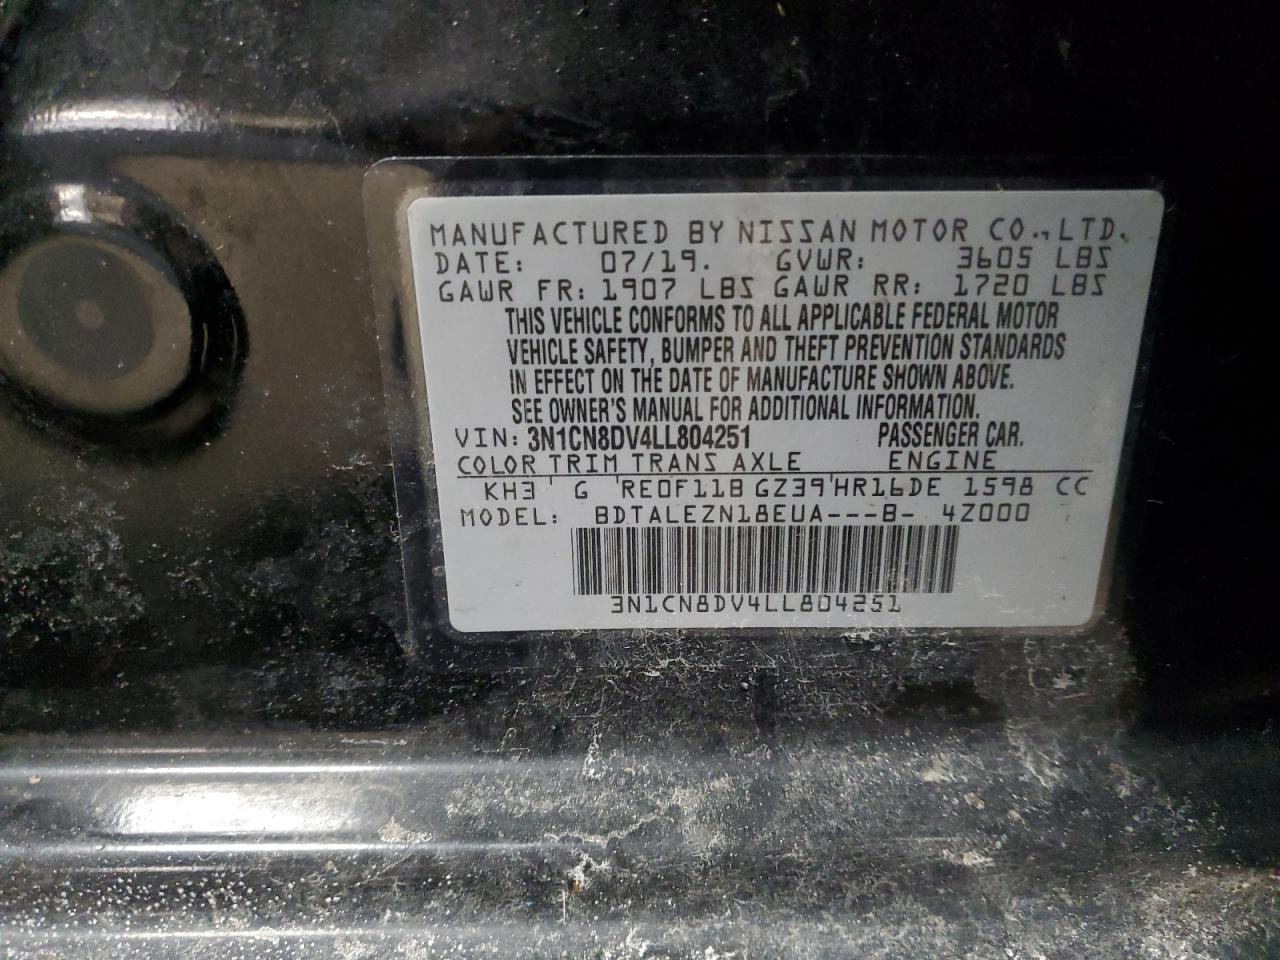 MANUFACTURED BY NISSAN MOTOR CO., LTD.
DATE: 07/19. GVWR: 3605 LBS
GAWR FR: 1907 LBS GAWR RR: 1720 LBS
THIS VEHICLE CONFORMS TO ALL APPLICABLE FEDERAL MOTOR
VEHICLE SAFETY, BUMPER AND THEFT PREVENTION STANDARDS
IN EFFECT ON THE DATE OF MANUFACTURE SHOWN ABOVE.
SEE OWNER'S MANUAL FOR ADDITIONAL INFORMATION.
VIN: 3N1CN8DV4LL804251 PASSENGER CAR.
COLOR TRIM TRANS AXLE ENGINE
KH3 G RE0F11B GZ39 HR16DE 1598 CC
MODEL: BDTALEZN18EUA---B- 4Z000
3N1CN8DV4LL804251